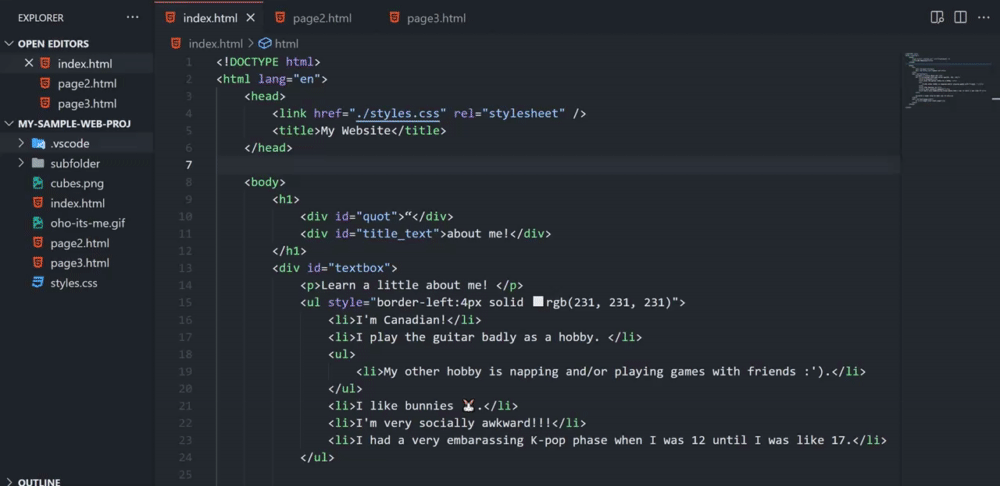 EXPLORER ···
index.html × page2.html page3.html
OPEN EDITORS
× index.html
page2.html
page3.html
MY-SAMPLE-WEB-PROJ
.vscode
subfolder
cubes.png
index.html
oho-its-me.gif
page2.html
page3.html
styles.css
OUTLINE
index.html > html
1 <!DOCTYPE html>
2 <html lang="en">
3 <head>
4 <link href="./styles.css" rel="stylesheet" />
5 <title>My Website</title>
6 </head>
7
8 <body>
9 <h1>
10 <div id="quot">“</div>
11 <div id="title_text">about me!</div>
12 </h1>
13 <div id="textbox">
14 <p>Learn a little about me! </p>
15 <ul style="border-left:4px solid rgb(231, 231, 231)">
16 <li>I'm Canadian!</li>
17 <li>I play the guitar badly as a hobby. </li>
18 <ul>
19 <li>My other hobby is napping and/or playing games with friends :').</li>
20 </ul>
21 <li>I like bunnies 🐰.</li>
22 <li>I'm very socially awkward!!!</li>
23 <li>I had a very embarassing K-pop phase when I was 12 until I was like 17.</li>
24 </ul>
25